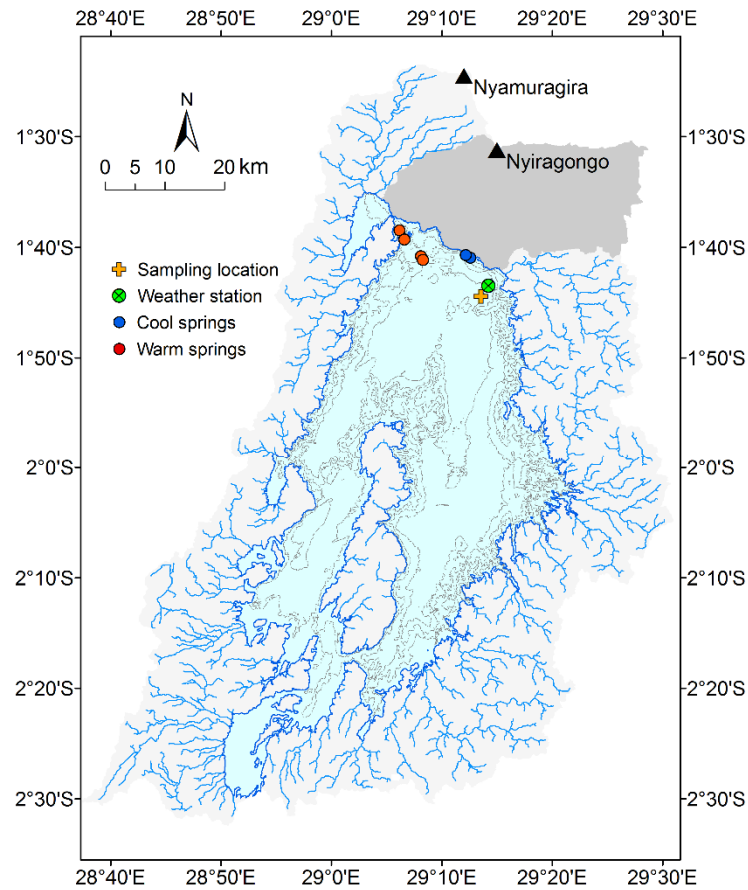 28°40'E 28°50'E 29°0'E 29°10'E 29°20'E 29°30'E
Nyamuragira
N
1°30'S 1°30'S
Nyiragongo
0 5 10 20 km
1°40'S 1°40'S
Sampling location
Weather station
Cool springs
Warm springs
1°50'S 1°50'S
2°0'S 2°0'S
2°10'S 2°10'S
2°20'S 2°20'S
2°30'S 2°30'S
28°40'E 28°50'E 29°0'E 29°10'E 29°20'E 29°30'E